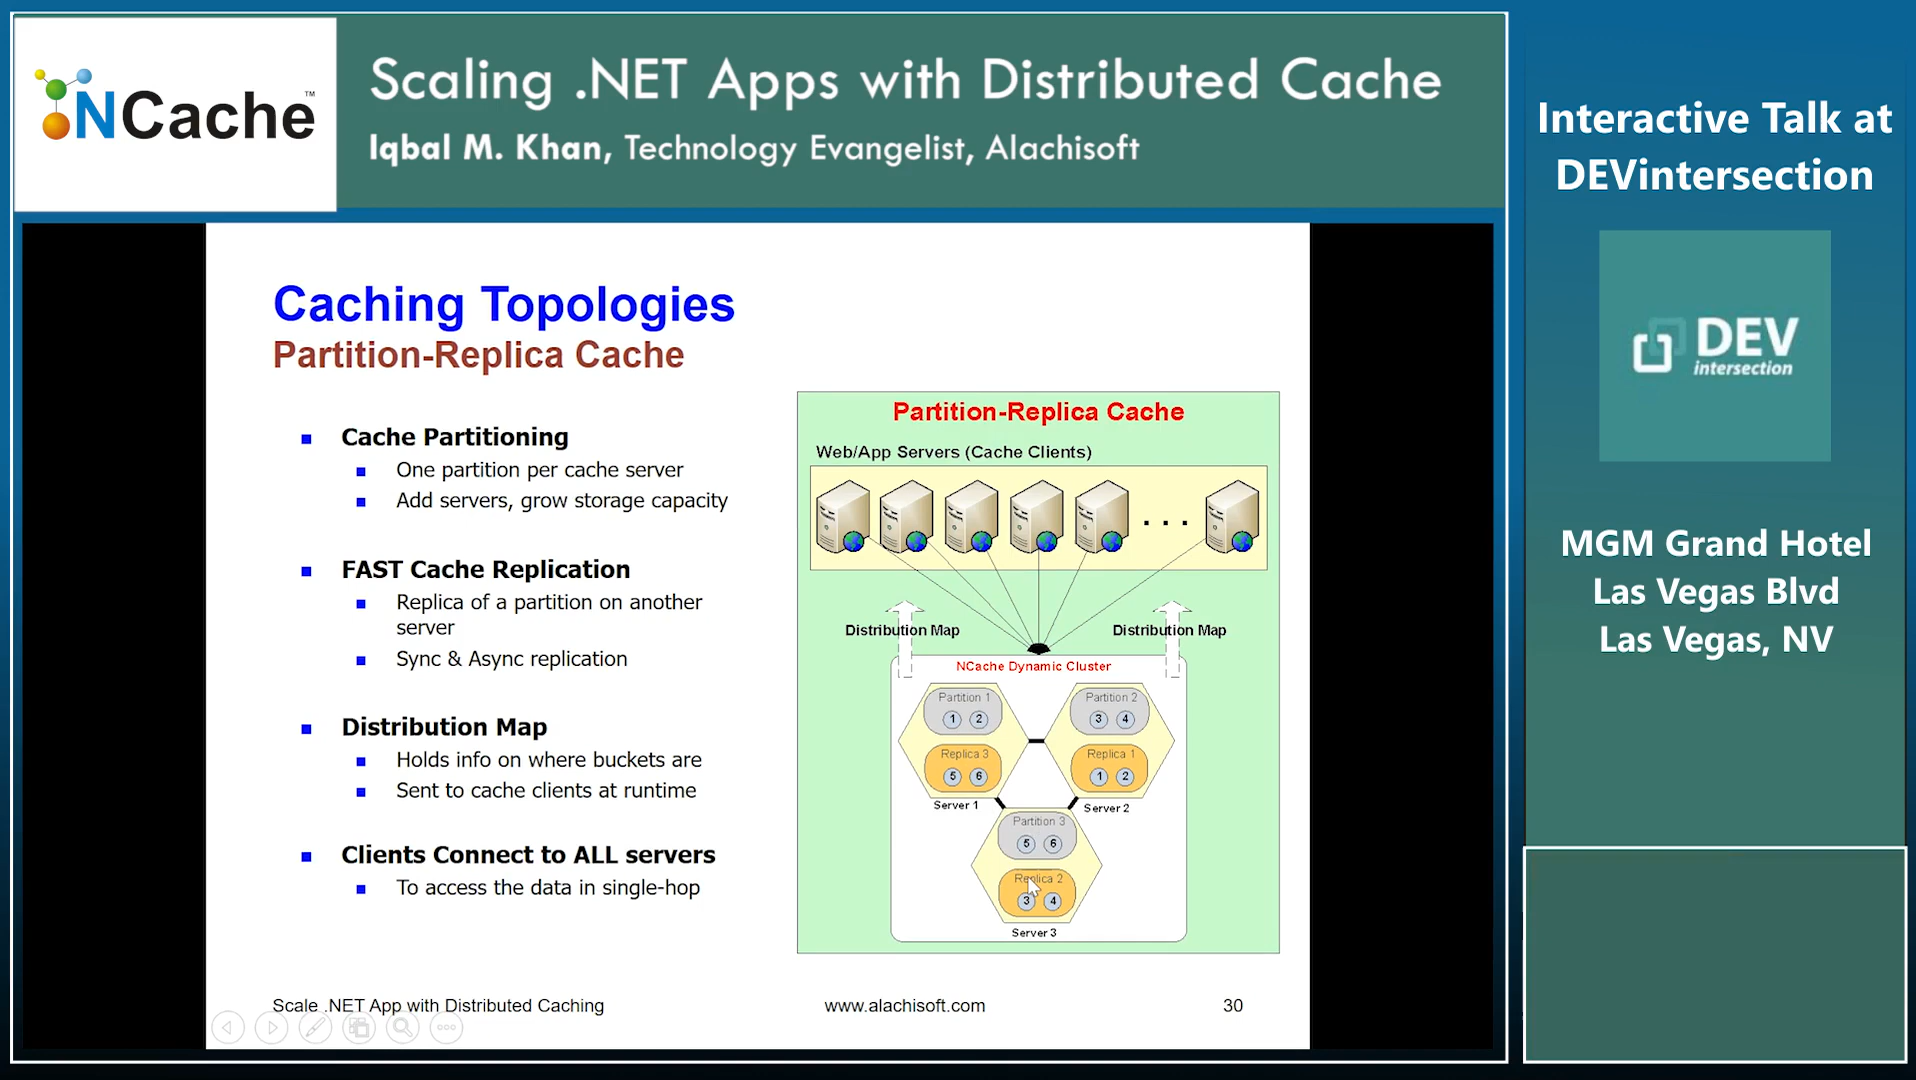 NCache™
Scaling .NET Apps with Distributed Cache
Iqbal M. Khan, Technology Evangelist, Alachisoft
Interactive Talk at
DEVintersection
DEV
intersection
MGM Grand Hotel
Las Vegas Blvd
Las Vegas, NV
Caching Topologies
Partition-Replica Cache
Cache Partitioning
One partition per cache server
Add servers, grow storage capacity
FAST Cache Replication
Replica of a partition on another
server
Sync & Async replication
Distribution Map
Holds info on where buckets are
Sent to cache clients at runtime
Clients Connect to ALL servers
To access the data in single-hop
Partition-Replica Cache
Web/App Servers (Cache Clients)
. . .
Distribution Map Distribution Map
NCache Dynamic Cluster
Partition 1
1 2
Replica 3
5 6
Server 1
Partition 2
3 4
Replica 1
1 2
Server 2
Partition 3
5 6
Replica 2
3 4
Server 3
Scale .NET App with Distributed Caching www.alachisoft.com 30